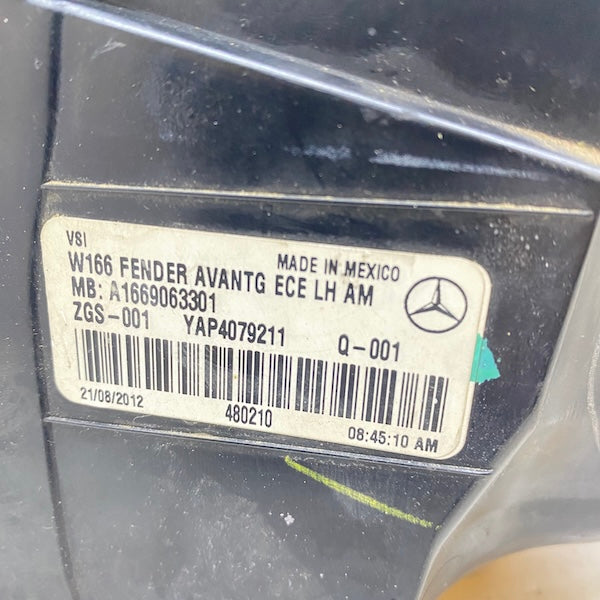 VSI
MADE IN MEXICO
W166 FENDER AVANTG ECE LH AM
MB: A1669063301
ZGS-001 YAP4079211 Q-001
21/08/2012 480210 08:45:10 AM